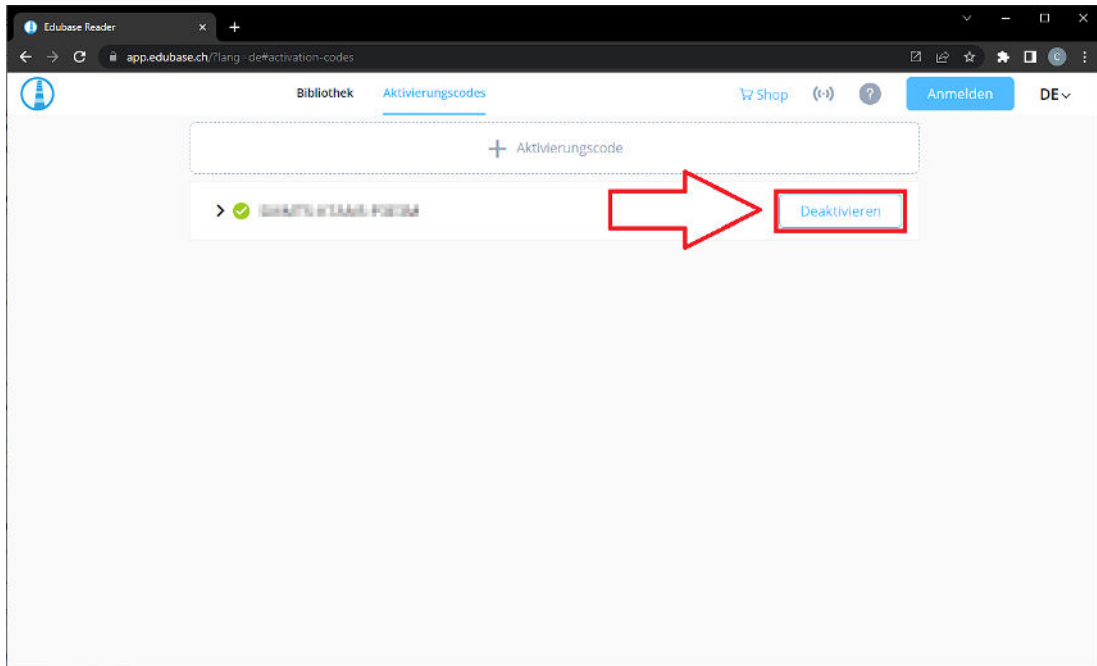 Edubase Reader
app.edubase.ch/?lang=de#activation-codes
Bibliothek Aktivierungscodes Shop ? Anmelden DE
+ Aktivierungscode
Deaktivieren